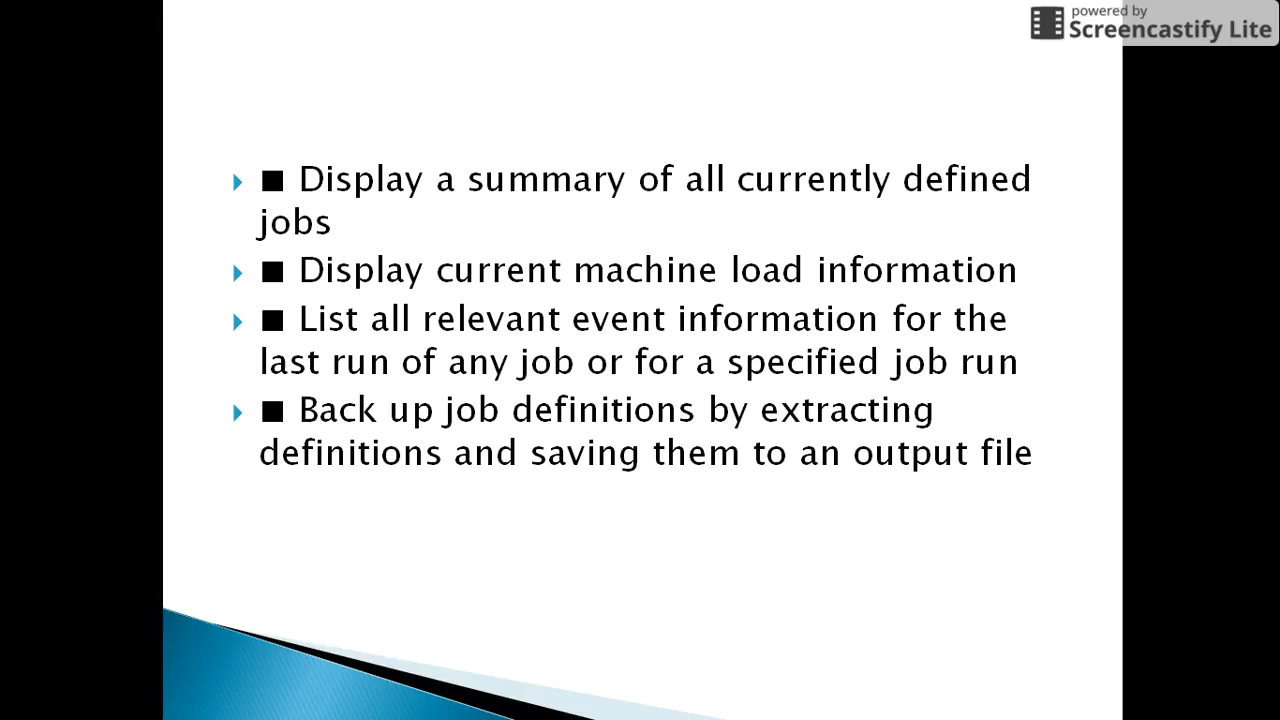 powered by
Screencastify Lite
■ Display a summary of all currently defined
jobs
■ Display current machine load information
■ List all relevant event information for the
last run of any job or for a specified job run
■ Back up job definitions by extracting
definitions and saving them to an output file